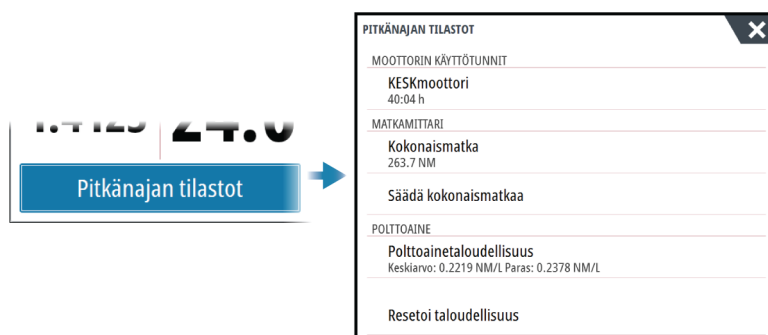 Pitkänajan tilastot
PITKÄNAJAN TILASTOT
MOOTTORIN KÄYTTÖTUNNIT
KESKmoottori
40:04 h
MATKAMITTARI
Kokonaismatka
263.7 NM
Säädä kokonaismatkaa
POLTTOAINE
Polttoainetaloudellisuus
Keskiarvo: 0.2219 NM/L Paras: 0.2378 NM/L
Resetoi taloudellisuus